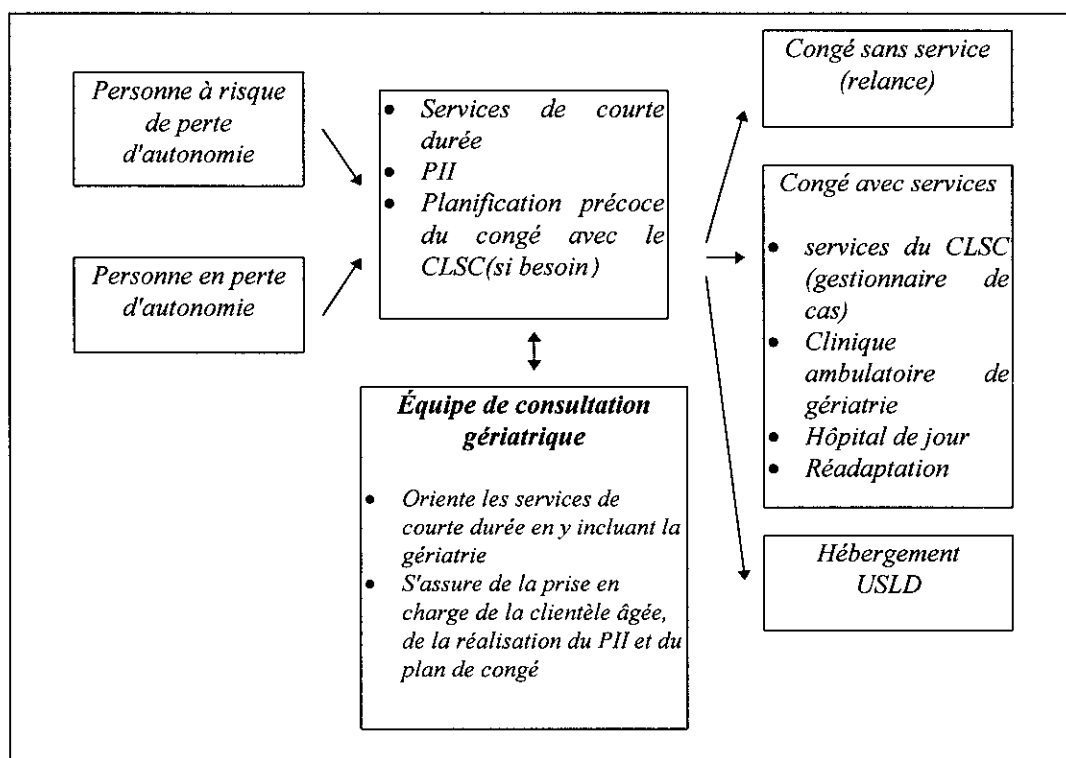 Personne à risque
de perte
d'autonomie
Personne en perte
d'autonomie
• Services de courte
durée
• PII
• Planification précoce
du congé avec le
CLSC(si besoin)
Équipe de consultation
gériatrique
• Oriente les services de
courte durée en y incluant la
gériatrie
• S'assure de la prise en
charge de la clientèle âgée,
de la réalisation du PII et du
plan de congé
Congé sans service
(relance)
Congé avec services
• services du CLSC
(gestionnaire de
cas)
• Clinique
ambulatoire de
gériatrie
• Hôpital de jour
• Réadaptation
Hébergement
USLD